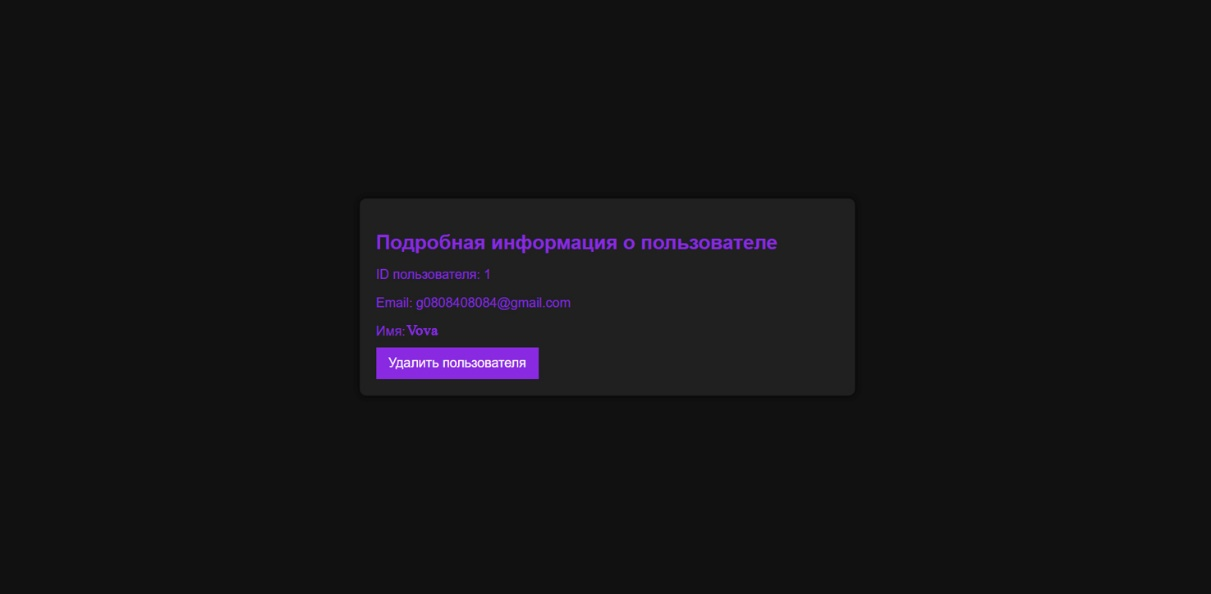 Подробная информация о пользователе
ID пользователя: 1
Email: g0808408084@gmail.com
Имя: Vova
Удалить пользователя